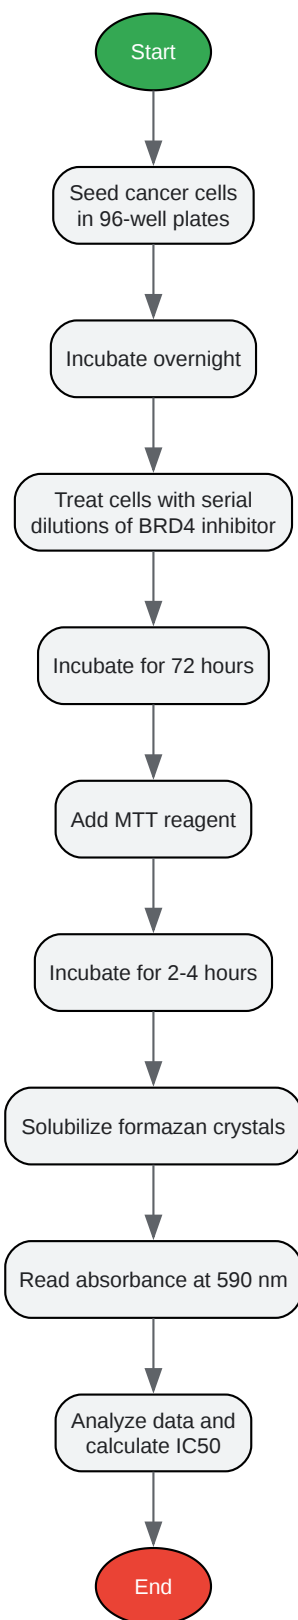 Start
Seed cancer cells
in 96-well plates
Incubate overnight
Treat cells with serial
dilutions of BRD4 inhibitor
Incubate for 72 hours
Add MTT reagent
Incubate for 2-4 hours
Solubilize formazan crystals
Read absorbance at 590 nm
Analyze data and
calculate IC50
End